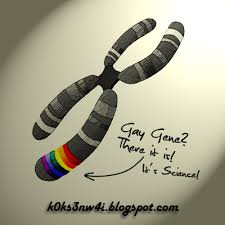 Gay Gene?
There it is!
It's Science!
k0ks3nw4i.blogspot.com